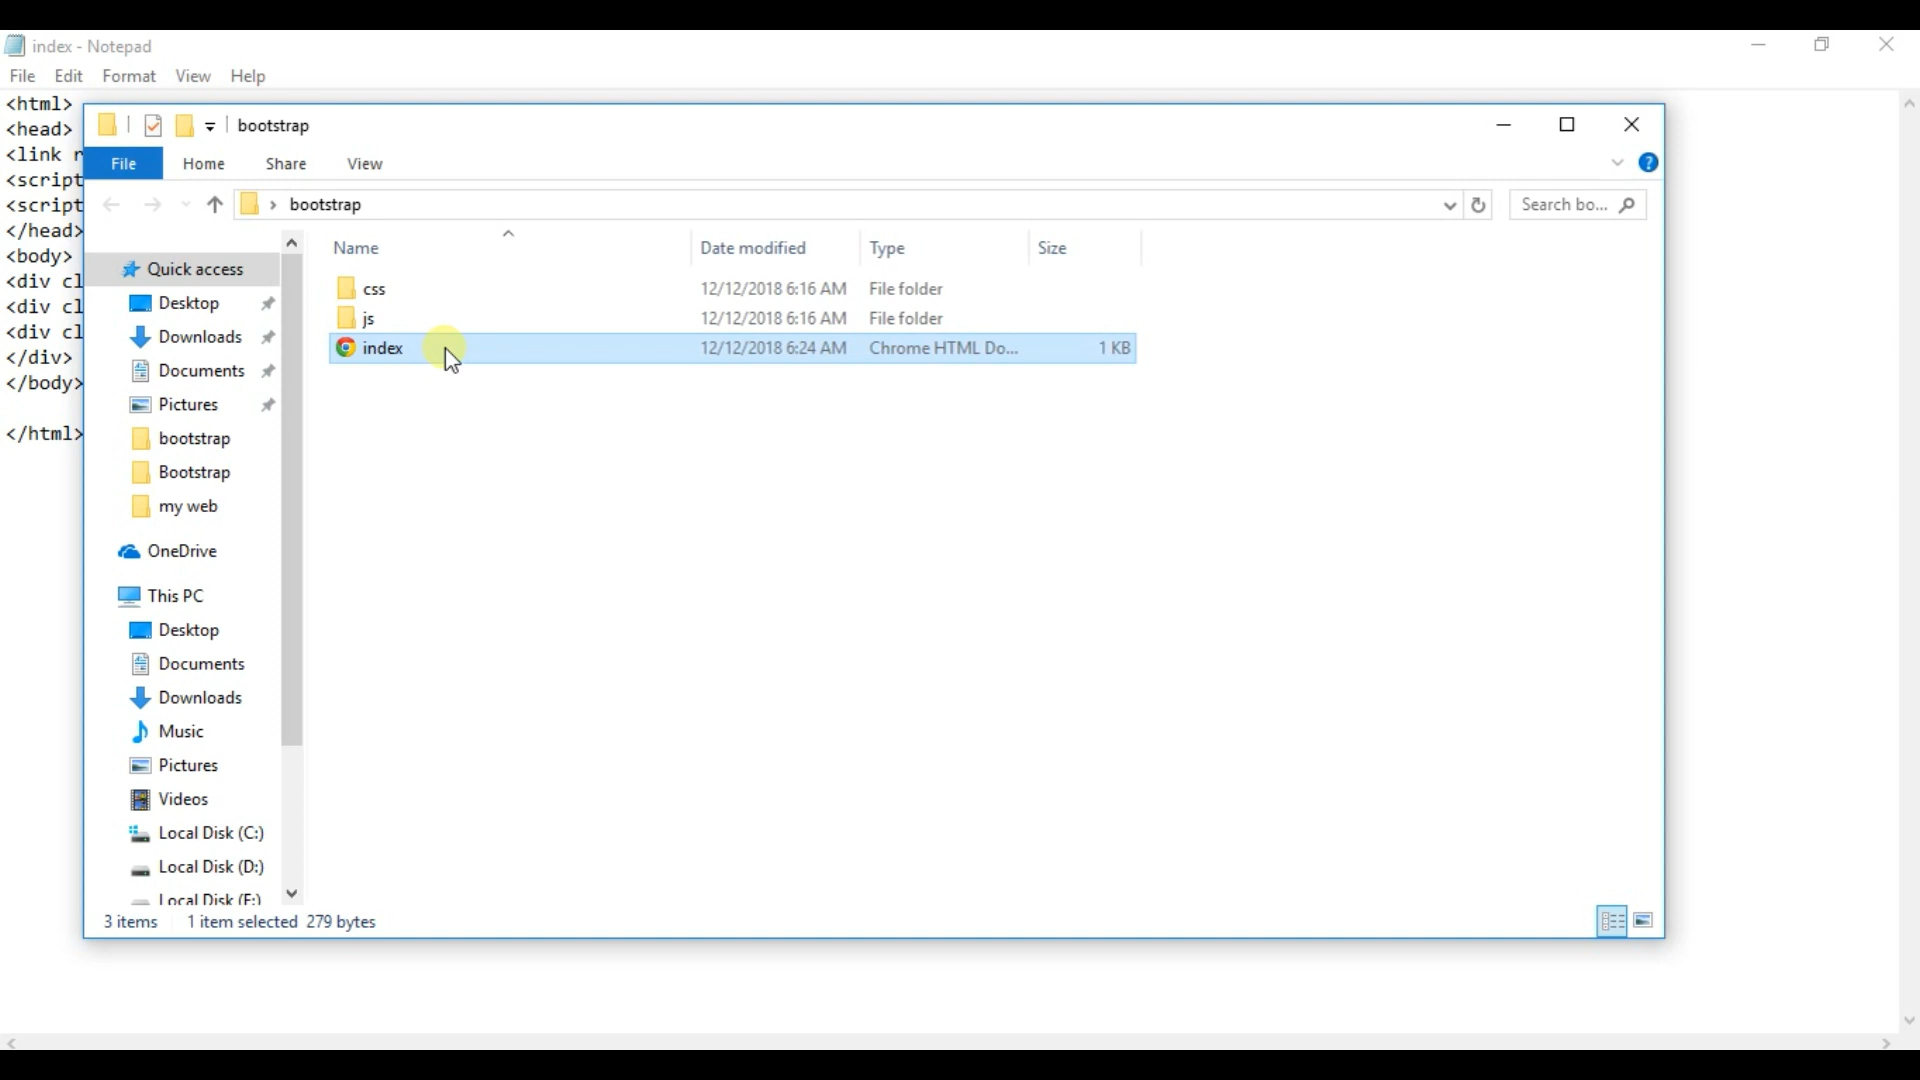 index - Notepad
File Edit Format View Help
<html>
<head>
<link r
<script
<script
</head>
<body>
<div cl
<div cl
<div cl
</div>
</body>
</html>
bootstrap
File Home Share View
bootstrap
Search bo...
Name Date modified Type Size
css 12/12/2018 6:16 AM File folder
js 12/12/2018 6:16 AM File folder
index 12/12/2018 6:24 AM Chrome HTML Do... 1 KB
Quick access
Desktop
Downloads
Documents
Pictures
bootstrap
Bootstrap
my web
OneDrive
This PC
Desktop
Documents
Downloads
Music
Pictures
Videos
Local Disk (C:)
Local Disk (D:)
Local Disk (E:)
3 items 1 item selected 279 bytes